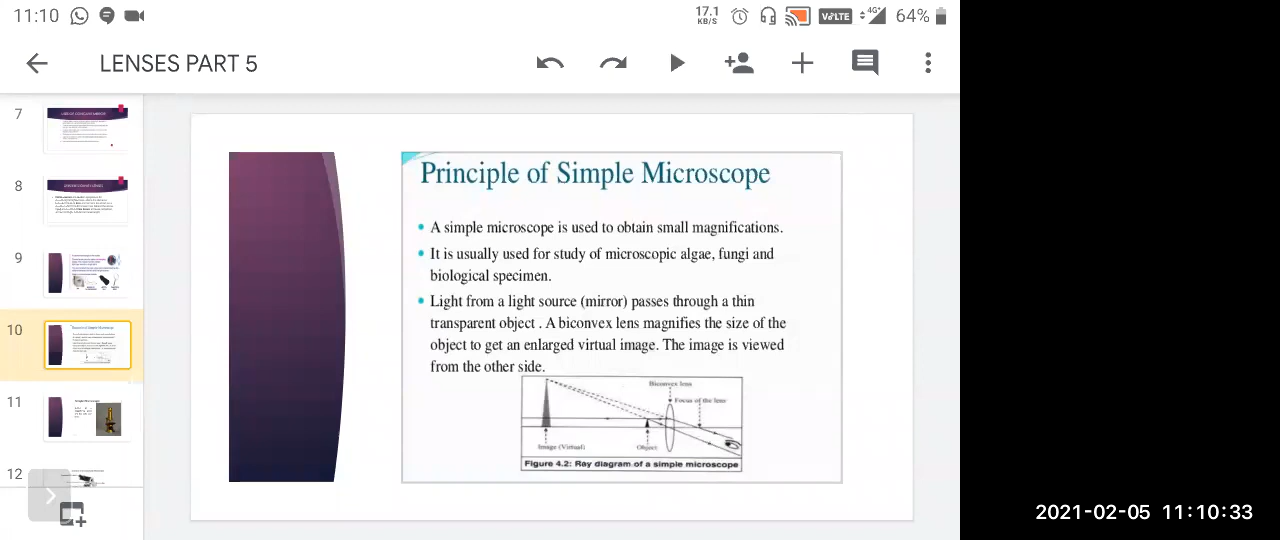 11:10
17.1
KB/S
VoLTE
4G+
64%
LENSES PART 5
7
8
9
10
11
12
Principle of Simple Microscope
A simple microscope is used to obtain small magnifications.
It is usually used for study of microscopic algae, fungi and
biological specimen.
Light from a light source (mirror) passes through a thin
transparent object . A biconvex lens magnifies the size of the
object to get an enlarged virtual image. The image is viewed
from the other side.
Biconvex lens
Focus of the lens
Image (Virtual)
Object
Figure 4.2: Ray diagram of a simple microscope
2021-02-05 11:10:33